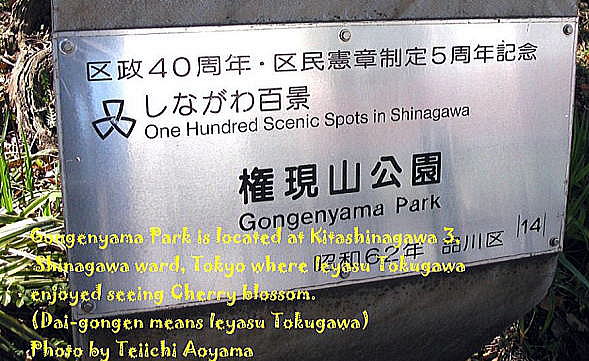 区政40周年・区民憲章制定5周年記念
しながわ百景
One Hundred Scenic Spots in Shinagawa
権現山公園
Gongenyama Park
昭和62年 品川区 14
Gongenyama Park is located at Kitashinagawa 3,
Shinagawa ward, Tokyo where Ieyasu Tokugawa
enjoyed seeing Cherry blossom.
(Dai-gongen means Ieyasu Tokugawa)
Photo by Teiichi Aoyama